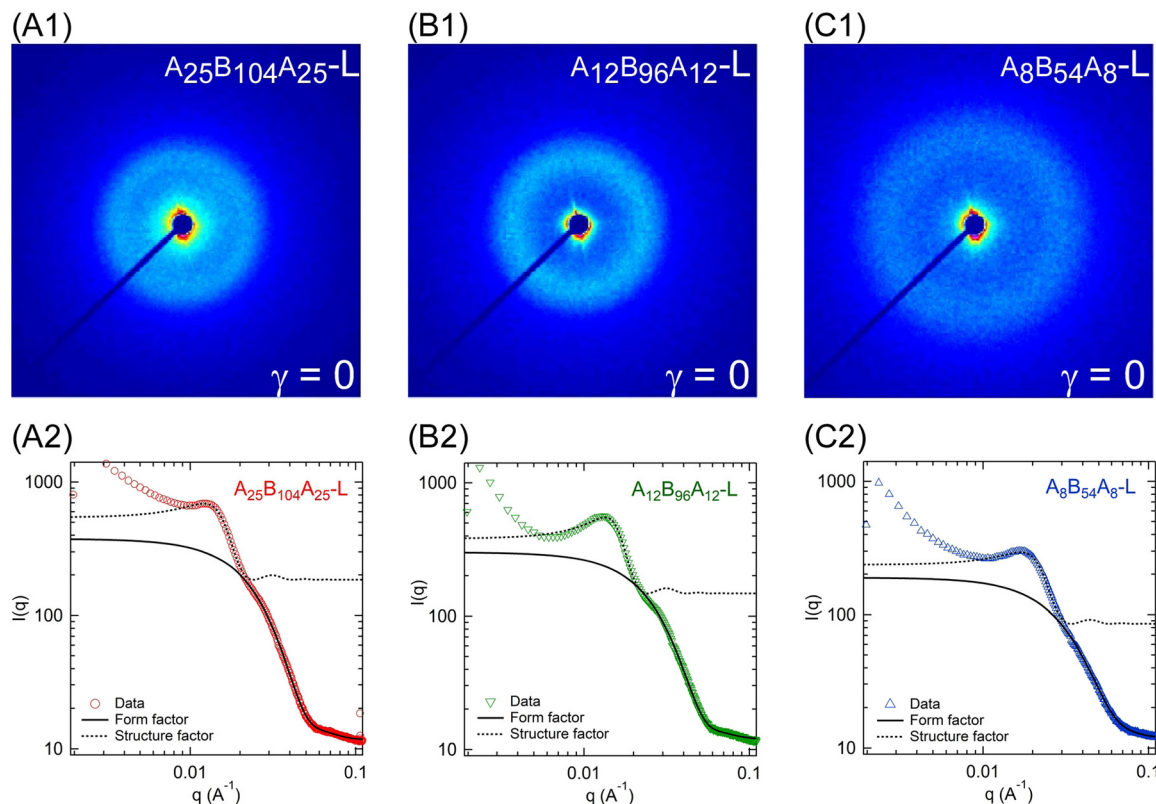 (A1)
A25B104A25-L
γ = 0
(B1)
A12B96A12-L
γ = 0
(C1)
A8B54A8-L
γ = 0
(A2)
A25B104A25-L
1000
100
10
I(q)
Data
Form factor
Structure factor
0.01
0.1
q (A-1)
(B2)
A12B96A12-L
1000
100
10
I(q)
Data
Form factor
Structure factor
0.01
0.1
q (A-1)
(C2)
A8B54A8-L
1000
100
10
I(q)
Data
Form factor
Structure factor
0.01
0.1
q (A-1)